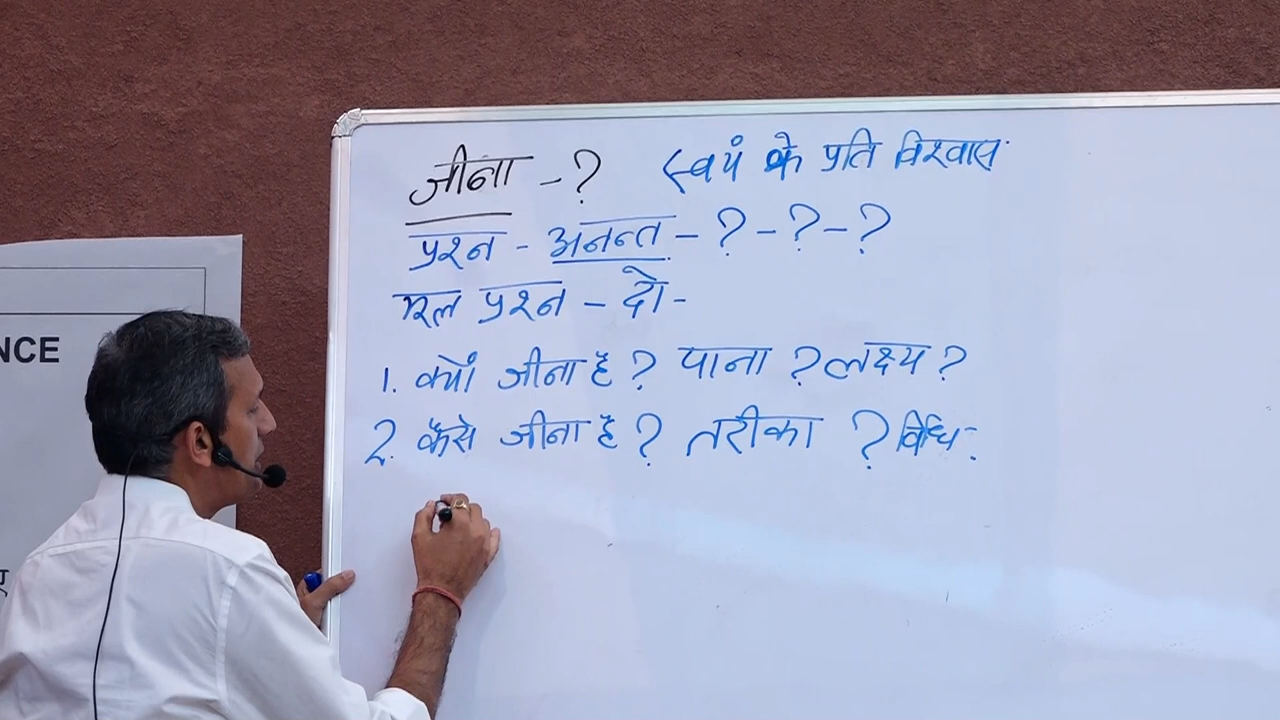 जीना - ? स्वयं के प्रति विश्वास
प्रश्न - अनन्त - ? - ? - ?
मूल प्रश्न - दो -
1. क्यों जीना है ? पाना ? लक्ष्य ?
2. कैसे जीना है ? तरीका ? विधि:
NCE